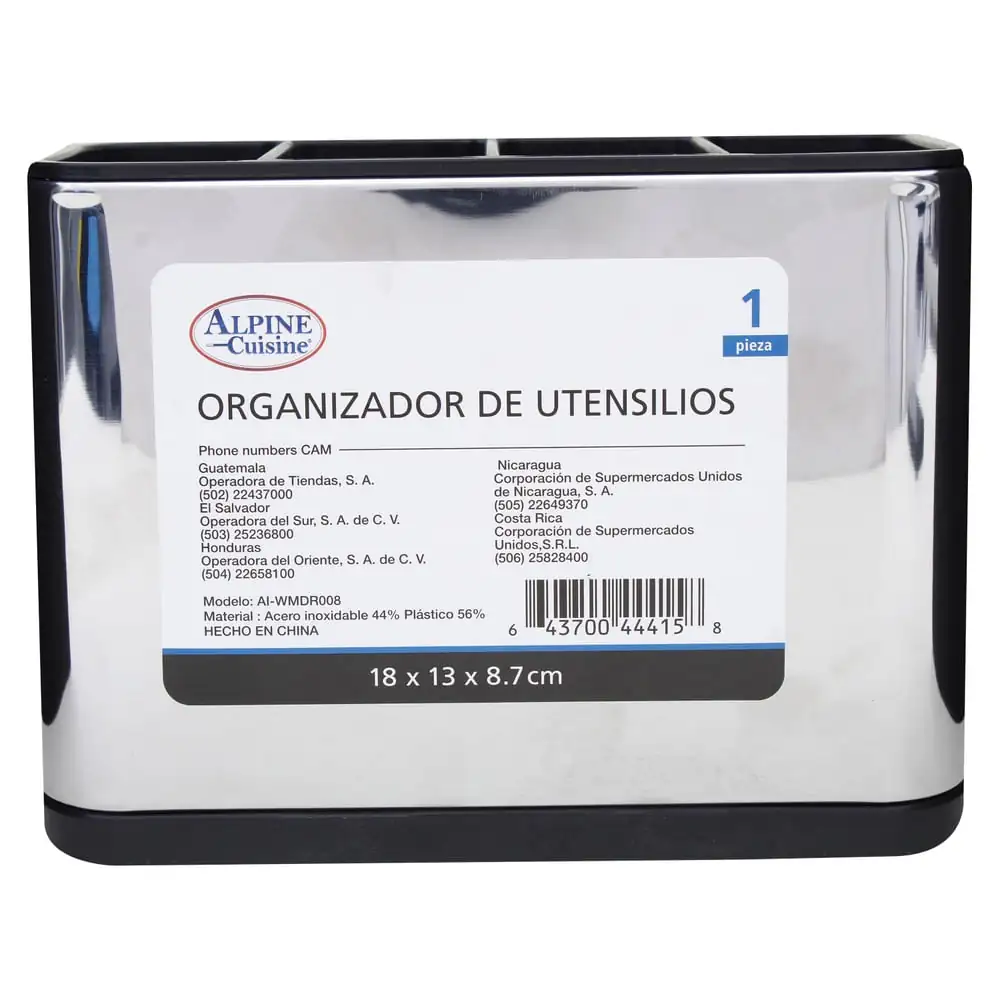 ALPINE
Cuisine®
1
pieza
ORGANIZADOR DE UTENSILIOS
Phone numbers CAM
Guatemala
Operadora de Tiendas, S. A.
(502) 22437000
El Salvador
Operadora del Sur, S. A. de C. V.
(503) 25236800
Honduras
Operadora del Oriente, S. A. de C. V.
(504) 22658100
Nicaragua
Corporación de Supermercados Unidos
de Nicaragua, S. A.
(505) 22649370
Costa Rica
Corporación de Supermercados
Unidos,S.R.L.
(506) 25828400
Modelo: AI-WMDR008
Material : Acero inoxidable 44% Plástico 56%
HECHO EN CHINA
6 43700 44415 8
18 x 13 x 8.7cm